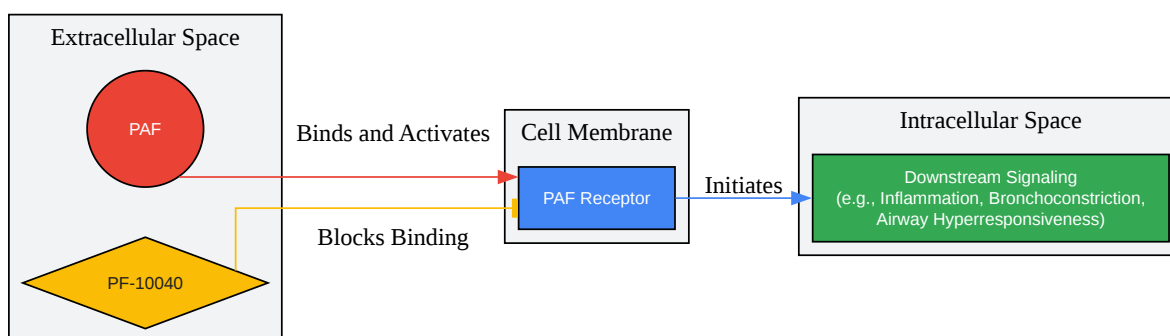 Extracellular Space
PAF
PF-10040
Binds and Activates
Blocks Binding
Cell Membrane
PAF Receptor
Initiates
Intracellular Space
Downstream Signaling
(e.g., Inflammation, Bronchoconstriction,
Airway Hyperresponsiveness)